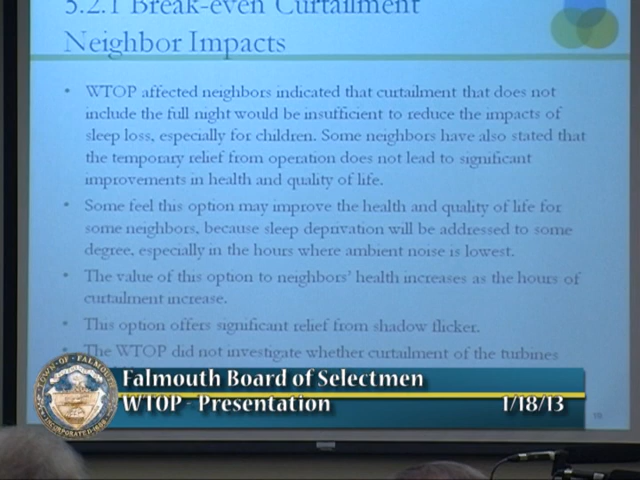 5.2.1 Break-even Curtailment
Neighbor Impacts
• WTOP affected neighbors indicated that curtailment that does not
include the full night would be insufficient to reduce the impacts of
sleep loss, especially for children. Some neighbors have also stated that
the temporary relief from operation does not lead to significant
improvements in health and quality of life.
• Some feel this option may improve the health and quality of life for
some neighbors, because sleep deprivation will be addressed to some
degree, especially in the hours where ambient noise is lowest.
• The value of this option to neighbors' health increases as the hours of
curtailment increase.
• This option offers significant relief from shadow flicker.
• The WTOP did not investigate whether curtailment of the turbines
TOWN OF FALMOUTH
INCORPORATED 1686
Falmouth Board of Selectmen
WTOP - Presentation 1/18/13